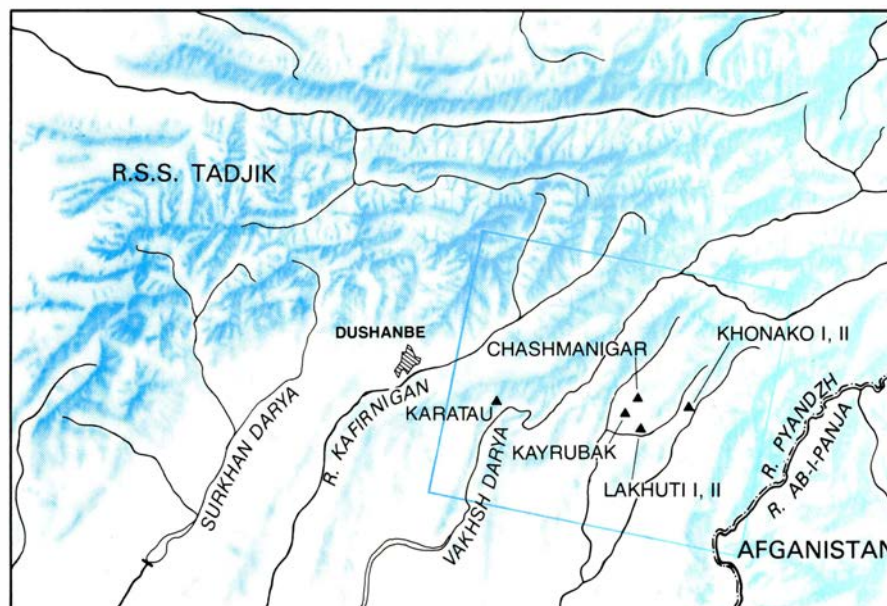 R.S.S. TADJIK
DUSHANBE
CHASHMANIGAR
KHONAKO I, II
KARATAU
KAYRUBAK
LAKHUTI I, II
SURKHAN DARYA
R. KAFIRNIGAN
VAKHSH DARYA
R. PYANDZH
R. AB-I-PANJA
AFGANISTAN